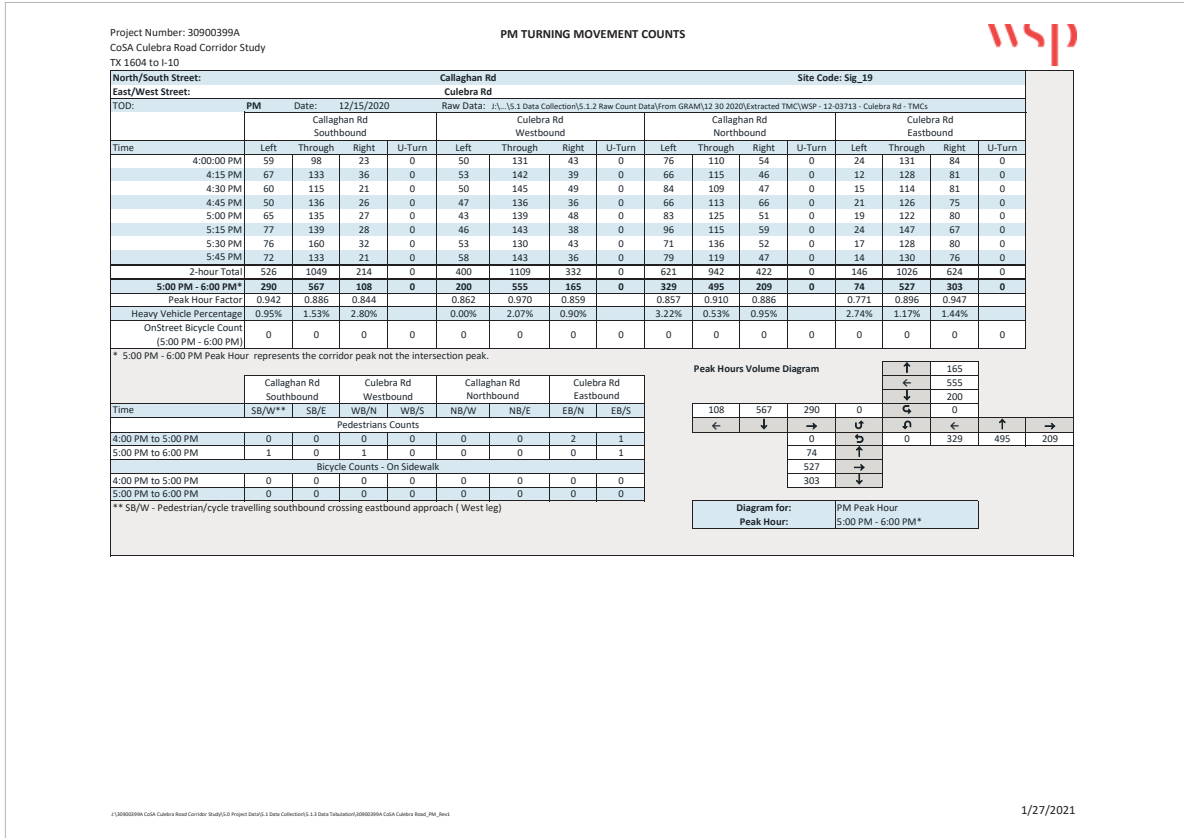 Project Number: 30900399A
PM TURNING MOVEMENT COUNTS
wsp
CoSA Culebra Road Corridor Study
TX 1604 to I-10
North/South Street: Callaghan Rd Site Code: Sig_19
East/West Street: Culebra Rd
TOD: PM Date: 12/15/2020 Raw Data: J:\...\5.1 Data Collection\5.1.2 Raw Count Data\From GRAM\12 30 2020\Extracted TMC\WSP - 12-03713 - Culebra Rd - TMCs
Callaghan Rd Culebra Rd Callaghan Rd Culebra Rd
Southbound Westbound Northbound Eastbound
Time Left Through Right U-Turn Left Through Right U-Turn Left Through Right U-Turn Left Through Right U-Turn
4:00:00 PM 59 98 23 0 50 131 43 0 76 110 54 0 24 131 84 0
4:15 PM 67 133 36 0 53 142 39 0 66 115 46 0 12 128 81 0
4:30 PM 60 115 21 0 50 145 49 0 84 109 47 0 15 114 81 0
4:45 PM 50 136 26 0 47 136 36 0 66 113 66 0 21 126 75 0
5:00 PM 65 135 27 0 43 139 48 0 83 125 51 0 19 122 80 0
5:15 PM 77 139 28 0 46 143 38 0 96 115 59 0 24 147 67 0
5:30 PM 76 160 32 0 53 130 43 0 71 136 52 0 17 128 80 0
5:45 PM 72 133 21 0 58 143 36 0 79 119 47 0 14 130 76 0
2-hour Total 526 1049 214 0 400 1109 332 0 621 942 422 0 146 1026 624 0
5:00 PM - 6:00 PM* 290 567 108 0 200 555 165 0 329 495 209 0 74 527 303 0
Peak Hour Factor 0.942 0.886 0.844 0.862 0.970 0.859 0.857 0.910 0.886 0.771 0.896 0.947
Heavy Vehicle Percentage 0.95% 1.53% 2.80% 0.00% 2.07% 0.90% 3.22% 0.53% 0.95% 2.74% 1.17% 1.44%
OnStreet Bicycle Count
(5:00 PM - 6:00 PM) 0 0 0 0 0 0 0 0 0 0 0 0 0 0 0 0
* 5:00 PM - 6:00 PM Peak Hour represents the corridor peak not the intersection peak.
Callaghan Rd Culebra Rd Callaghan Rd Culebra Rd
Southbound Westbound Northbound Eastbound
Time SB/W** SB/E WB/N WB/S NB/W NB/E EB/N EB/S
Pedestrians Counts
4:00 PM to 5:00 PM 0 0 0 0 0 0 2 1
5:00 PM to 6:00 PM 1 0 1 0 0 0 0 1
Bicycle Counts - On Sidewalk
4:00 PM to 5:00 PM 0 0 0 0 0 0 0 0
5:00 PM to 6:00 PM 0 0 0 0 0 0 0 0
** SB/W - Pedestrian/cycle travelling southbound crossing eastbound approach ( West leg)
Peak Hours Volume Diagram
↑ 165
← 555
↓ 200
108 567 290 0 ↰ 0
← ↓ → ↺ ↷ ← ↑ →
0 ↩ 0 329 495 209
74 ↑
527 →
303 ↓
Diagram for: PM Peak Hour
Peak Hour: 5:00 PM - 6:00 PM*
J:\30900399A CoSA Culebra Road Corridor Study\5.0 Project Data\5.1 Data Collection\5.1.3 Data Tabulation\30900399A CoSA Culebra Road_PM_Rev1
1/27/2021